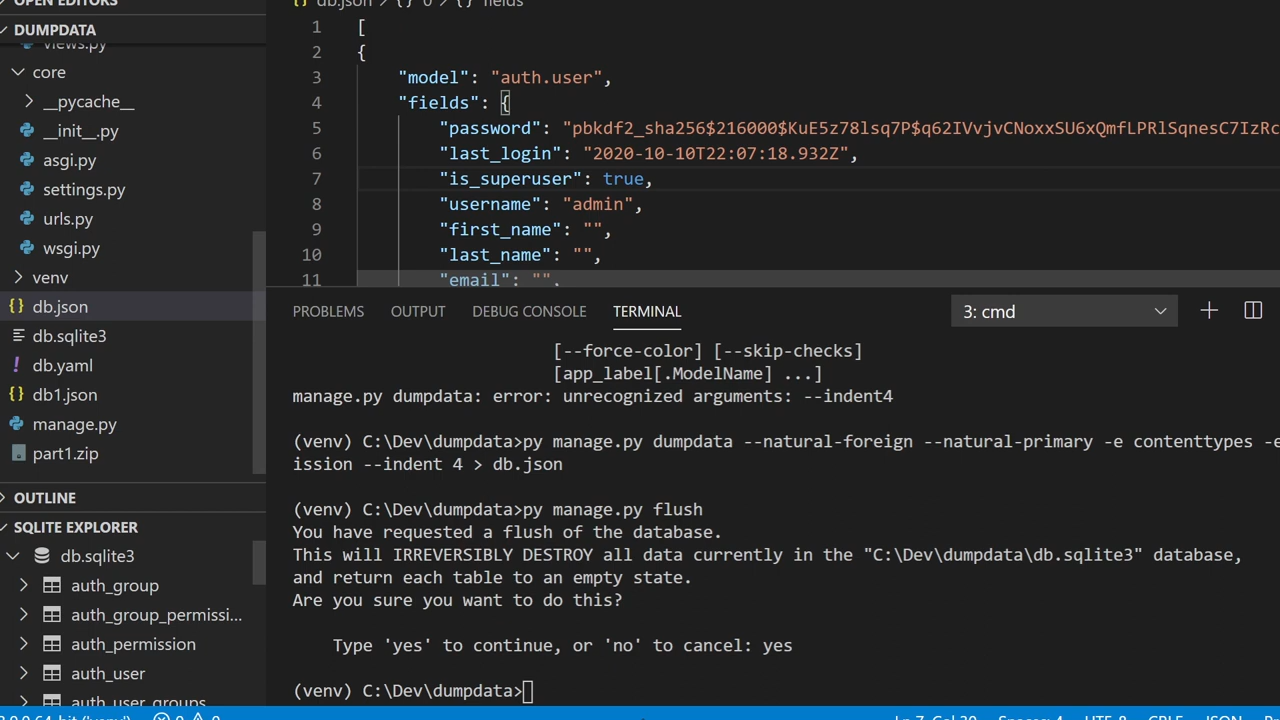 OPEN EDITORS
DUMPDATA
views.py
core
__pycache__
__init__.py
asgi.py
settings.py
urls.py
wsgi.py
venv
{} db.json
db.sqlite3
! db.yaml
{} db1.json
manage.py
part1.zip
OUTLINE
SQLITE EXPLORER
db.sqlite3
auth_group
auth_group_permissi...
auth_permission
auth_user
auth_user_groups
{} db.json > {} 0 > {} fields
1 [
2 {
3 "model": "auth.user",
4 "fields": {
5 "password": "pbkdf2_sha256$216000$KuE5z78lsq7P$q62IVvjvCNoxxSU6xQmfLPRlSqnesC7IzRc
6 "last_login": "2020-10-10T22:07:18.932Z",
7 "is_superuser": true,
8 "username": "admin",
9 "first_name": "",
10 "last_name": "",
11 "email": "",
PROBLEMS OUTPUT DEBUG CONSOLE TERMINAL 3: cmd
[--force-color] [--skip-checks]
[app_label[.ModelName] ...]
manage.py dumpdata: error: unrecognized arguments: --indent4
(venv) C:\Dev\dumpdata>py manage.py dumpdata --natural-foreign --natural-primary -e contenttypes -e
ission --indent 4 > db.json
(venv) C:\Dev\dumpdata>py manage.py flush
You have requested a flush of the database.
This will IRREVERSIBLY DESTROY all data currently in the "C:\Dev\dumpdata\db.sqlite3" database,
and return each table to an empty state.
Are you sure you want to do this?
Type 'yes' to continue, or 'no' to cancel: yes
(venv) C:\Dev\dumpdata>